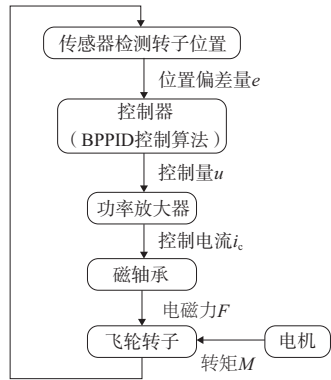 传感器检测转子位置
位置偏差量e
控制器
（BPPID控制算法）
控制量u
功率放大器
控制电流i_c
磁轴承
电磁力F
飞轮转子
电机
转矩M